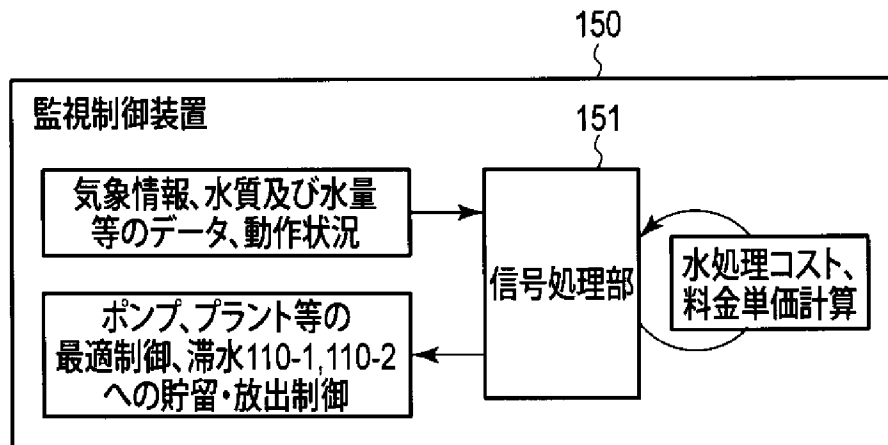 150
監視制御装置
151
気象情報、水質及び水量
等のデータ、動作状況
信号処理部
水処理コスト、
料金単価計算
ポンプ、プラント等の
最適制御、滞水110-1,110-2
への貯留・放出制御